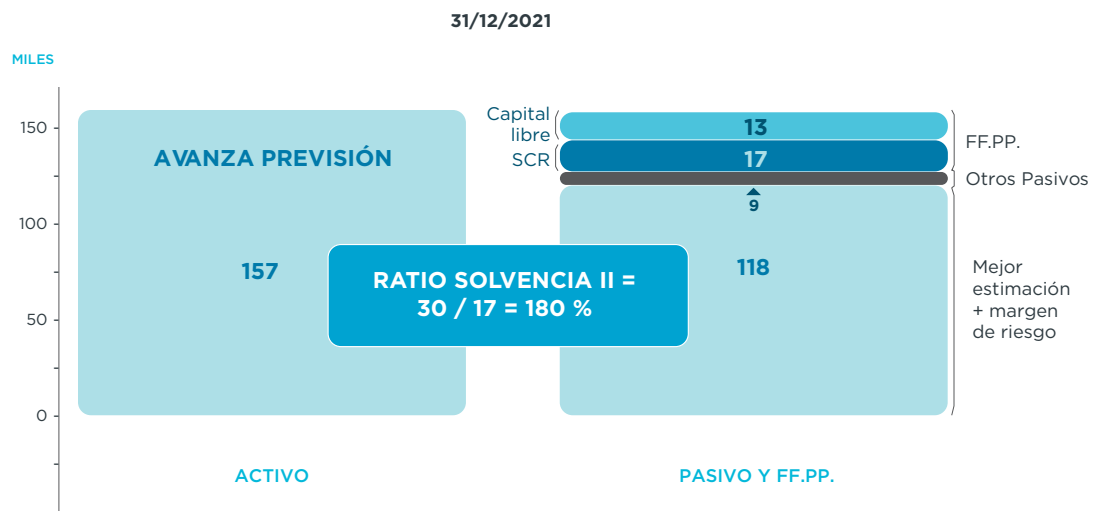 31/12/2021
MILES
150
100
50
0
AVANZA PREVISIÓN
157
RATIO SOLVENCIA II =
30 / 17 = 180 %
Capital
libre
SCR
13
17
9
118
FF.PP.
Otros Pasivos
Mejor
estimación
+ margen
de riesgo
ACTIVO
PASIVO Y FF.PP.